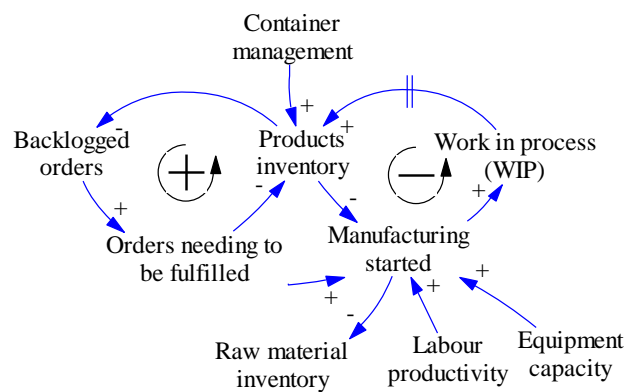 Container
management
+
-
Backlogged
orders
Products
inventory
+
Work in process
(WIP)
+
-
-
+
-
+
Orders needing to
be fulfilled
Manufacturing
started
+
+
+
-
Raw material
inventory
Labour
productivity
Equipment
capacity